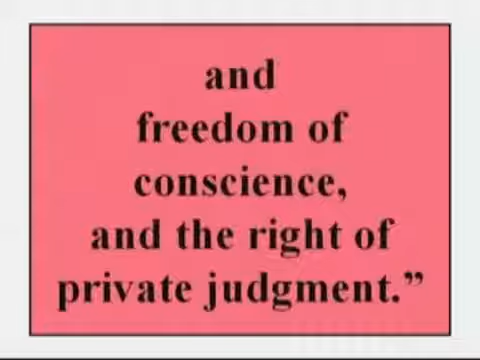 and
freedom of
conscience,
and the right of
private judgment.”